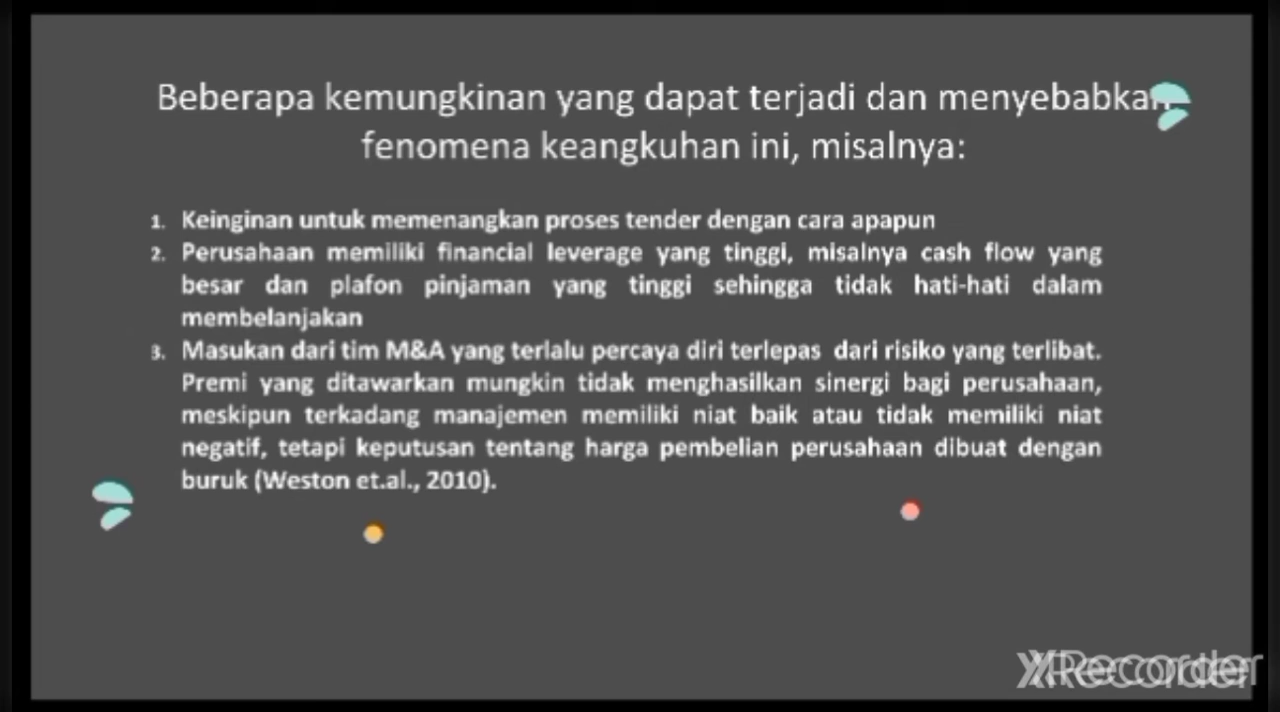 Beberapa kemungkinan yang dapat terjadi dan menyebabkan
fenomena keangkuhan ini, misalnya:
1. Keinginan untuk memenangkan proses tender dengan cara apapun
2. Perusahaan memiliki financial leverage yang tinggi, misalnya cash flow yang
besar dan plafon pinjaman yang tinggi sehingga tidak hati-hati dalam
membelanjakan
3. Masukan dari tim M&A yang terlalu percaya diri terlepas dari risiko yang terlibat.
Premi yang ditawarkan mungkin tidak menghasilkan sinergi bagi perusahaan,
meskipun terkadang manajemen memiliki niat baik atau tidak memiliki niat
negatif, tetapi keputusan tentang harga pembelian perusahaan dibuat dengan
buruk (Weston et.al., 2010).
XRecorder